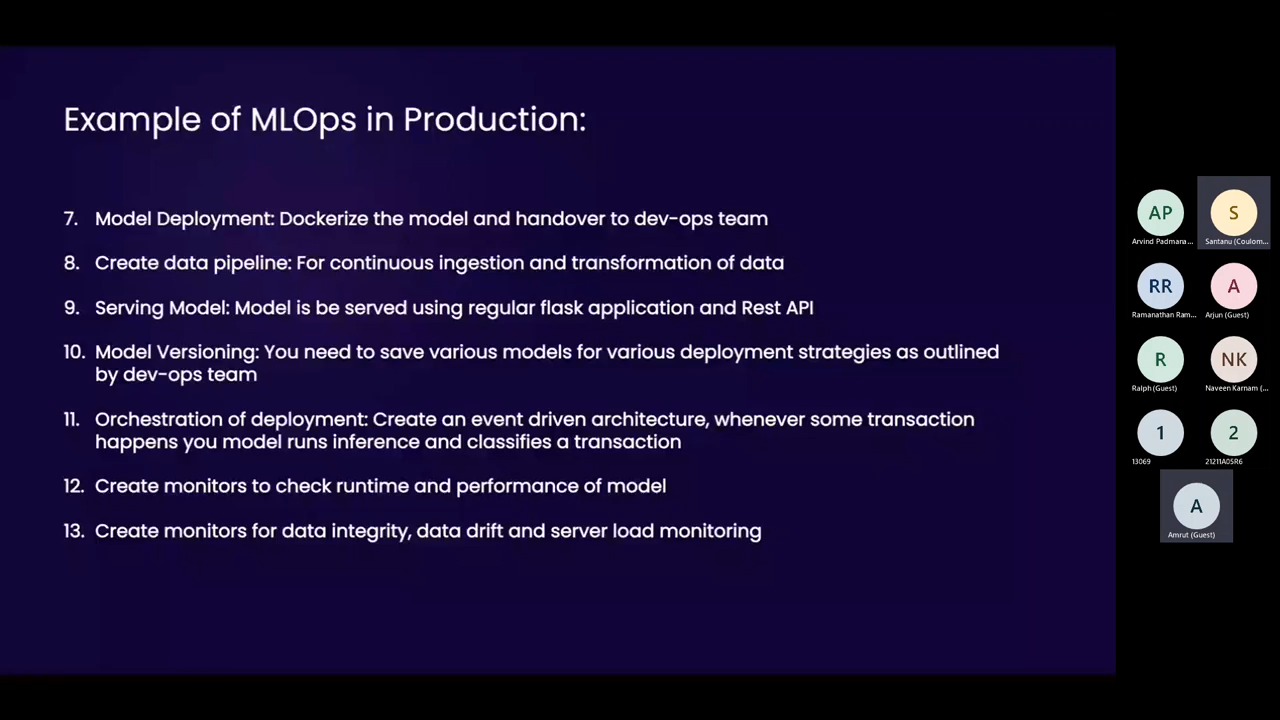 Example of MLOps in Production:
7. Model Deployment: Dockerize the model and handover to dev-ops team
8. Create data pipeline: For continuous ingestion and transformation of data
9. Serving Model: Model is be served using regular flask application and Rest API
10. Model Versioning: You need to save various models for various deployment strategies as outlined
by dev-ops team
11. Orchestration of deployment: Create an event driven architecture, whenever some transaction
happens you model runs inference and classifies a transaction
12. Create monitors to check runtime and performance of model
13. Create monitors for data integrity, data drift and server load monitoring
AP
S
Arvind Padmana...
Santanu (Coulom...
RR
A
Ramanathan Ram...
Arjun (Guest)
R
NK
Ralph (Guest)
Naveen Karnam (...
1
2
13069
21211A05R6
A
Amrut (Guest)